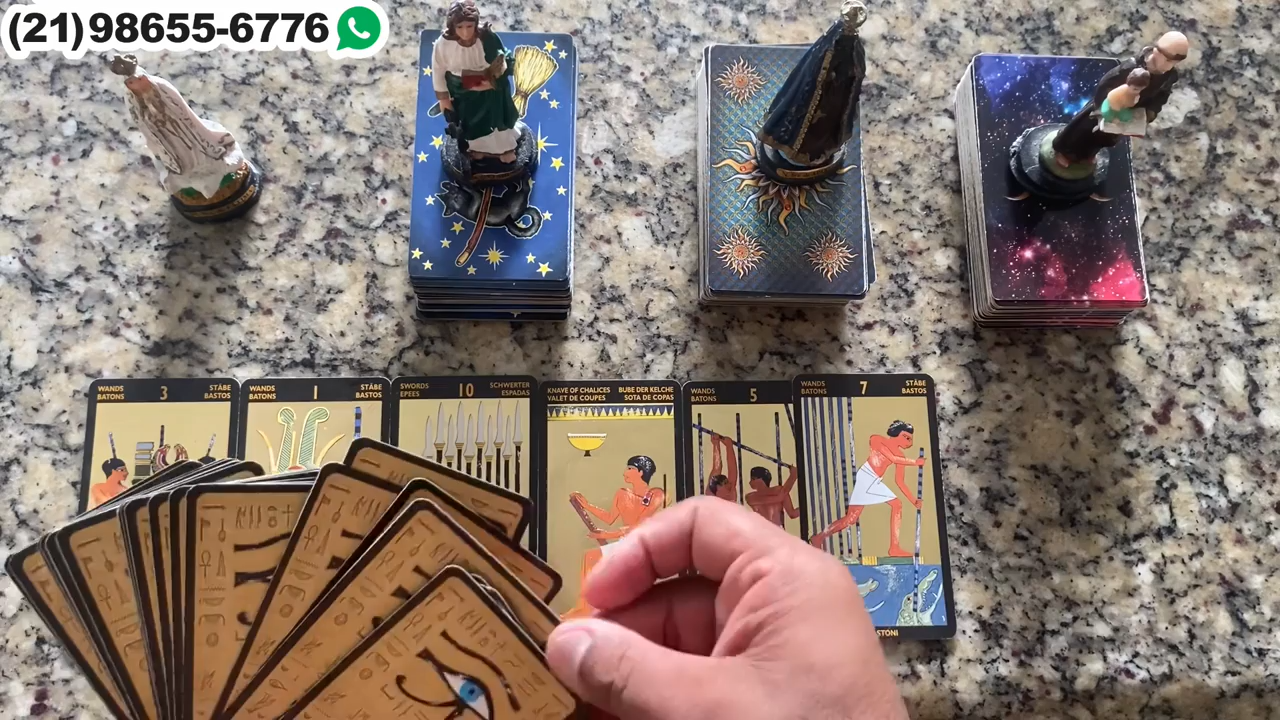 (21)98655-6776
WANDS 3 STÄBE
BATONS BASTOS
WANDS 1 STÄBE
BATONS BASTOS
SWORDS 10 SCHWERTER
EPEES ESPADAS
KNAVE OF CHALICES BUBE DER KELCHE
VALET DE COUPES SOTA DE COPAS
WANDS 5
BATONS
WANDS 7 STÄBE
BATONS BASTOS
STONI